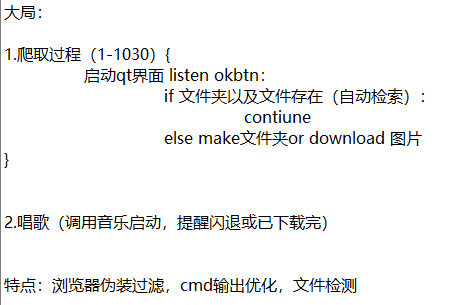 大局：
1.爬取过程（1-1030）{
启动qt界面 listen okbtn：
if 文件夹以及文件存在（自动检索）：
contiune
else make文件夹or download 图片
}
2.唱歌（调用音乐启动，提醒闪退或已下载完）
特点：浏览器伪装过滤，cmd输出优化，文件检测